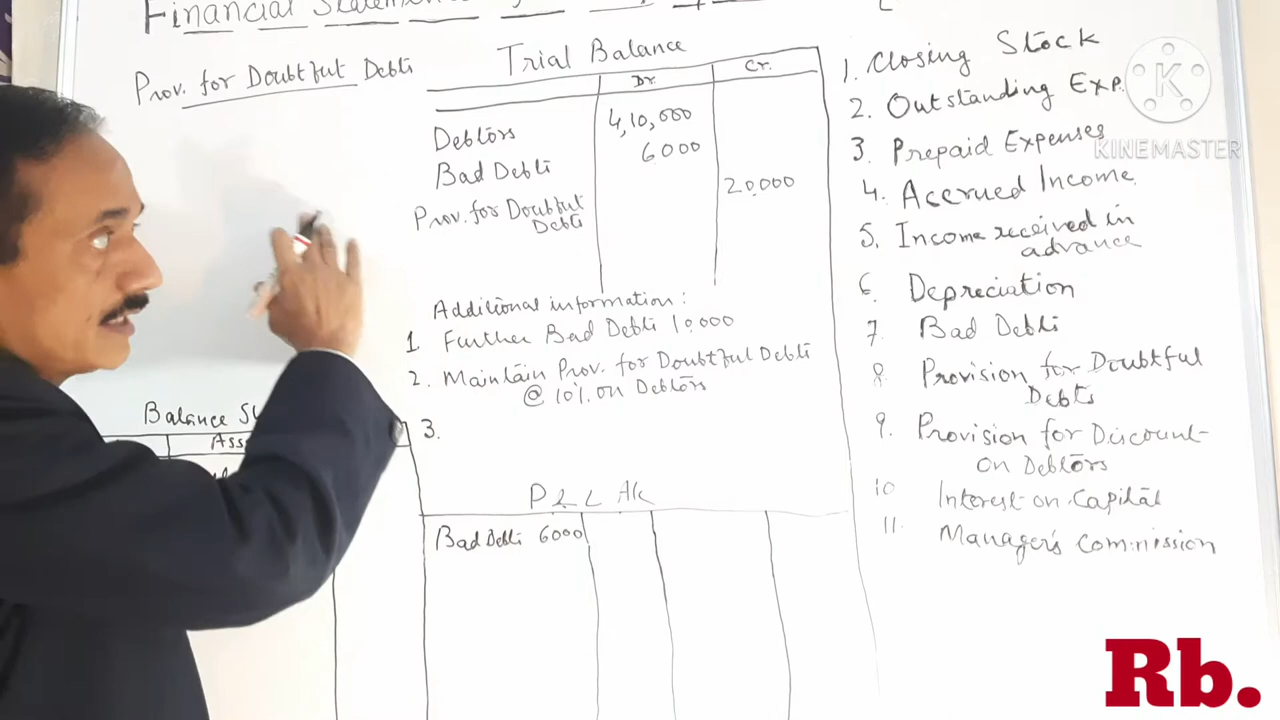 Financial Statements
Prov. for Doubtful Debts
Trial Balance
Dr. Cr.
Debtors 4,10,000
Bad Debts 6000
Prov. for Doubtful Debts 20,000
Additional information :
1. Further Bad Debts 10,000
2. Maintain Prov. for Doubtful Debts
@ 10% on Debtors
3.
Balance
P & L A/c
Bad Debts 6000
1. Closing Stock
2. Outstanding Exp.
3. Prepaid Expenses
4. Accrued Income
5. Income received in
advance
6. Depreciation
7. Bad Debts
8. Provision for Doubtful
Debts
9. Provision for Discount
on Debtors
10 Interest on Capital
11. Manager's Commission
K
KINEMASTER
Rb.